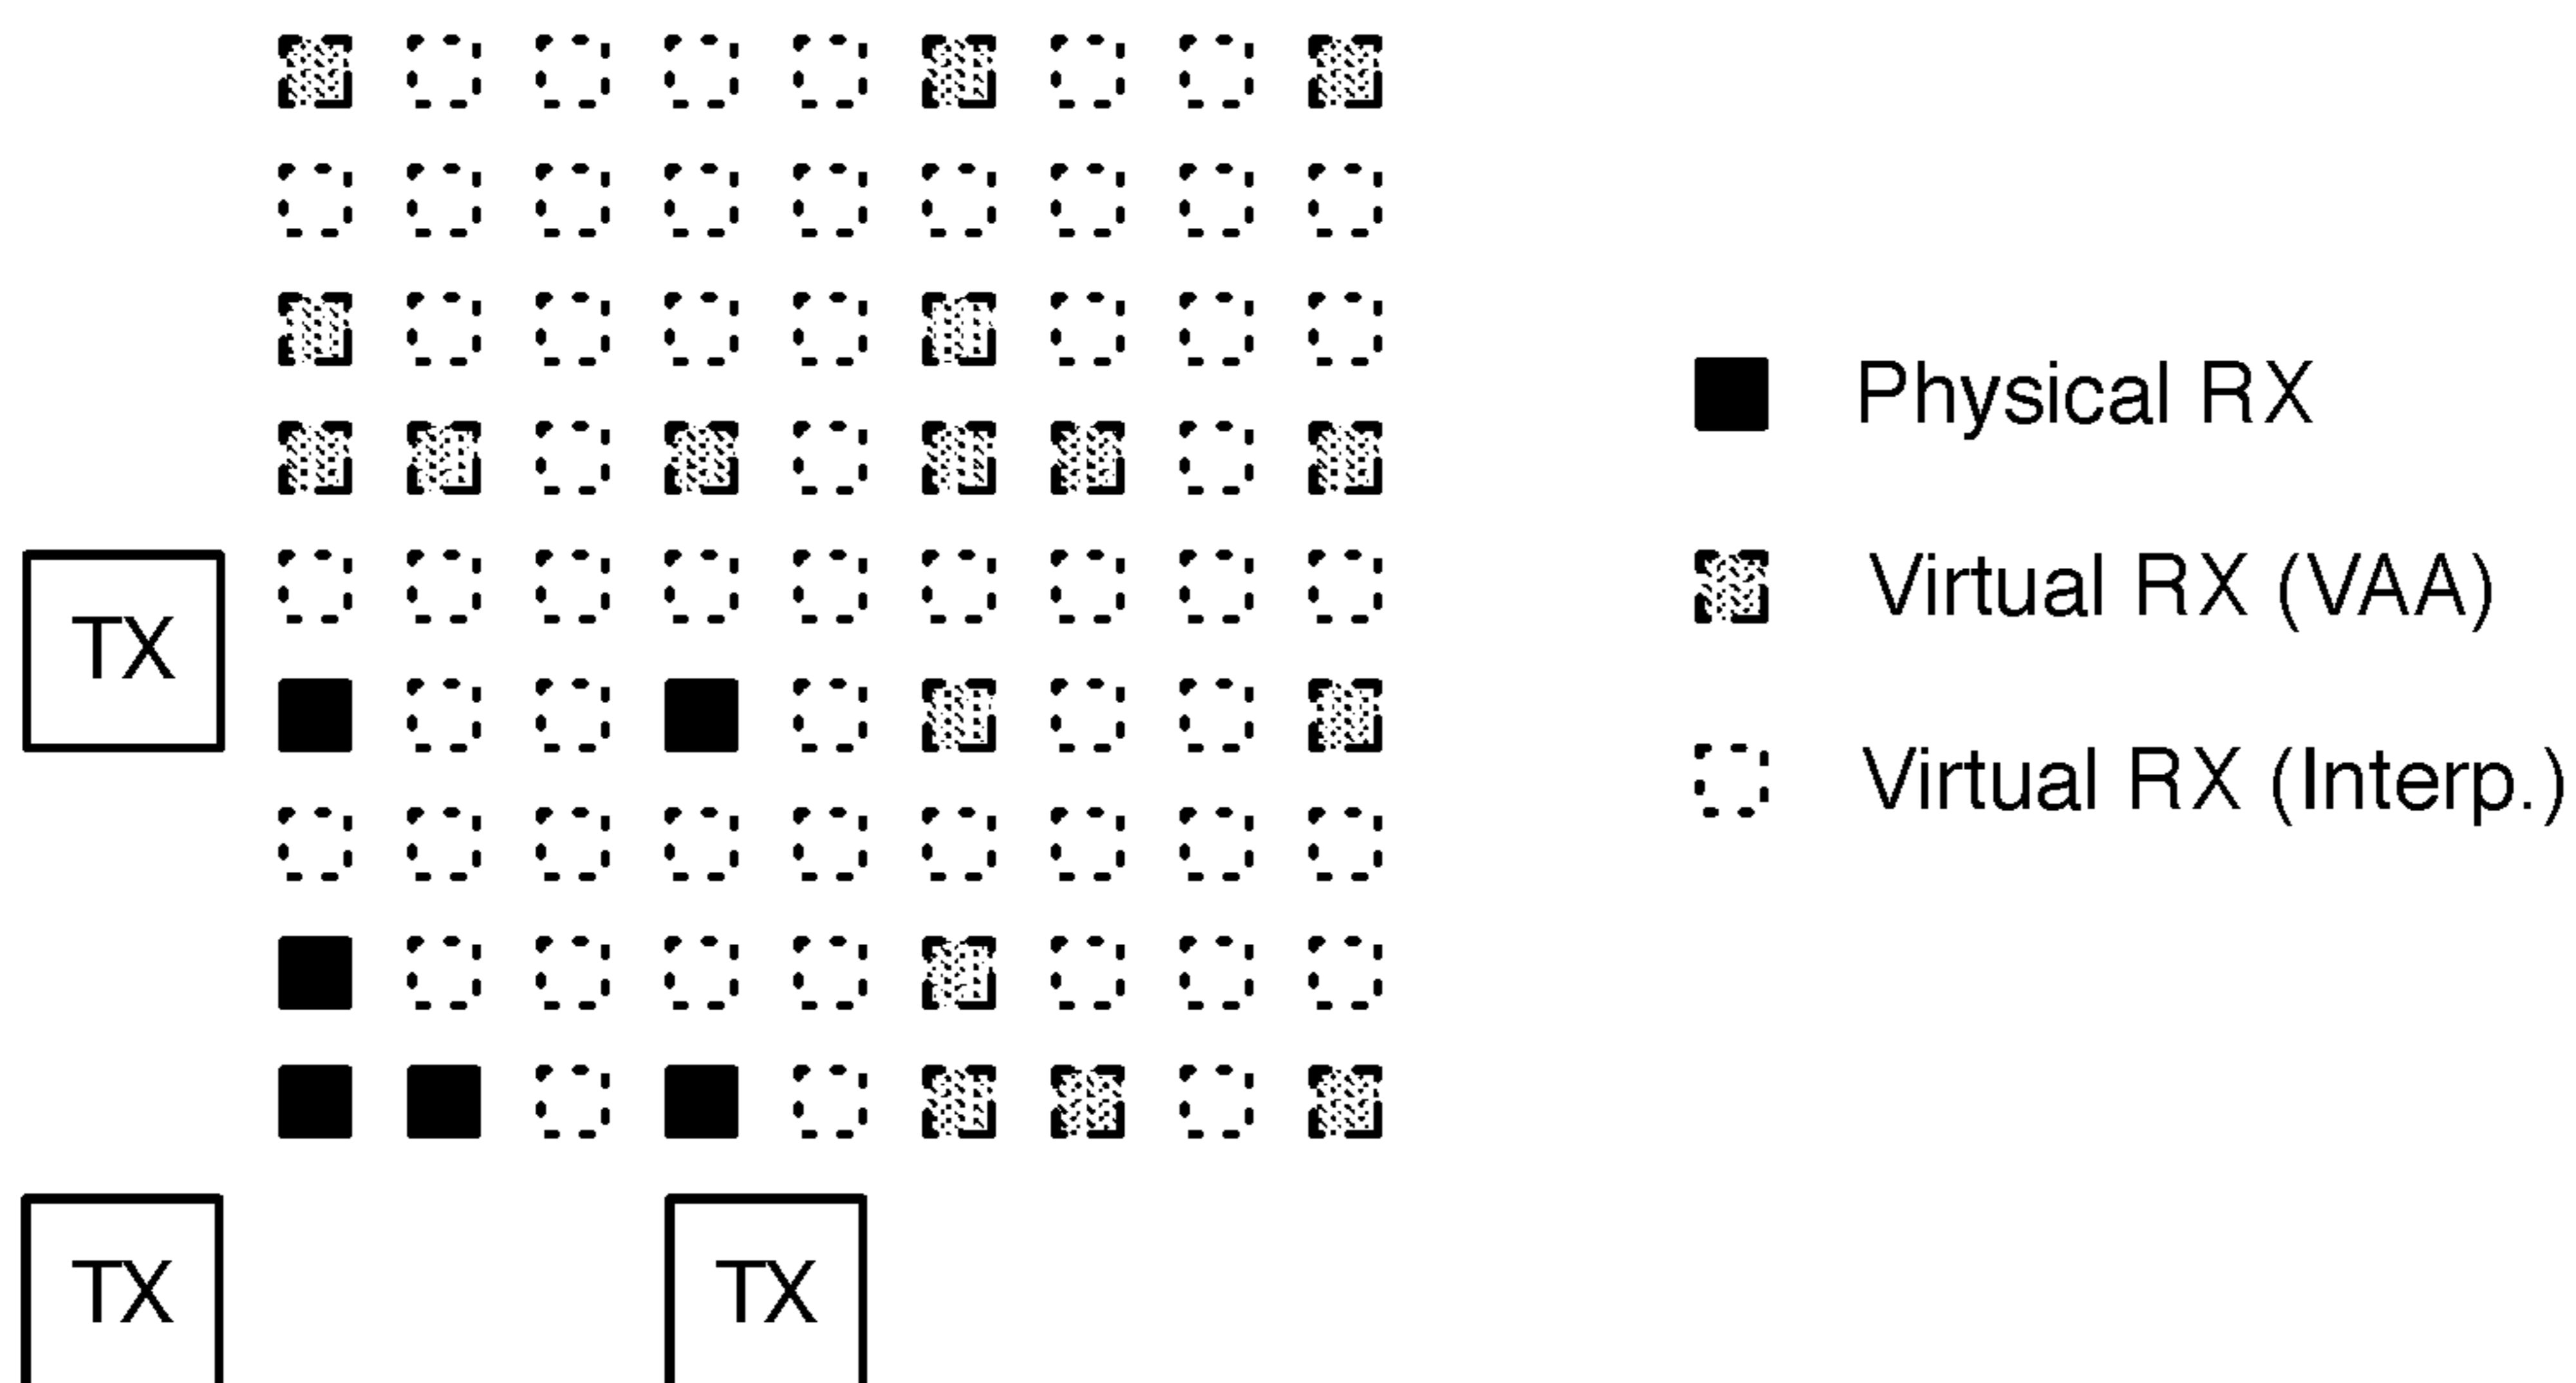 Physical RX
Virtual RX (VAA)
TX
Virtual RX (Interp.)
TX
TX